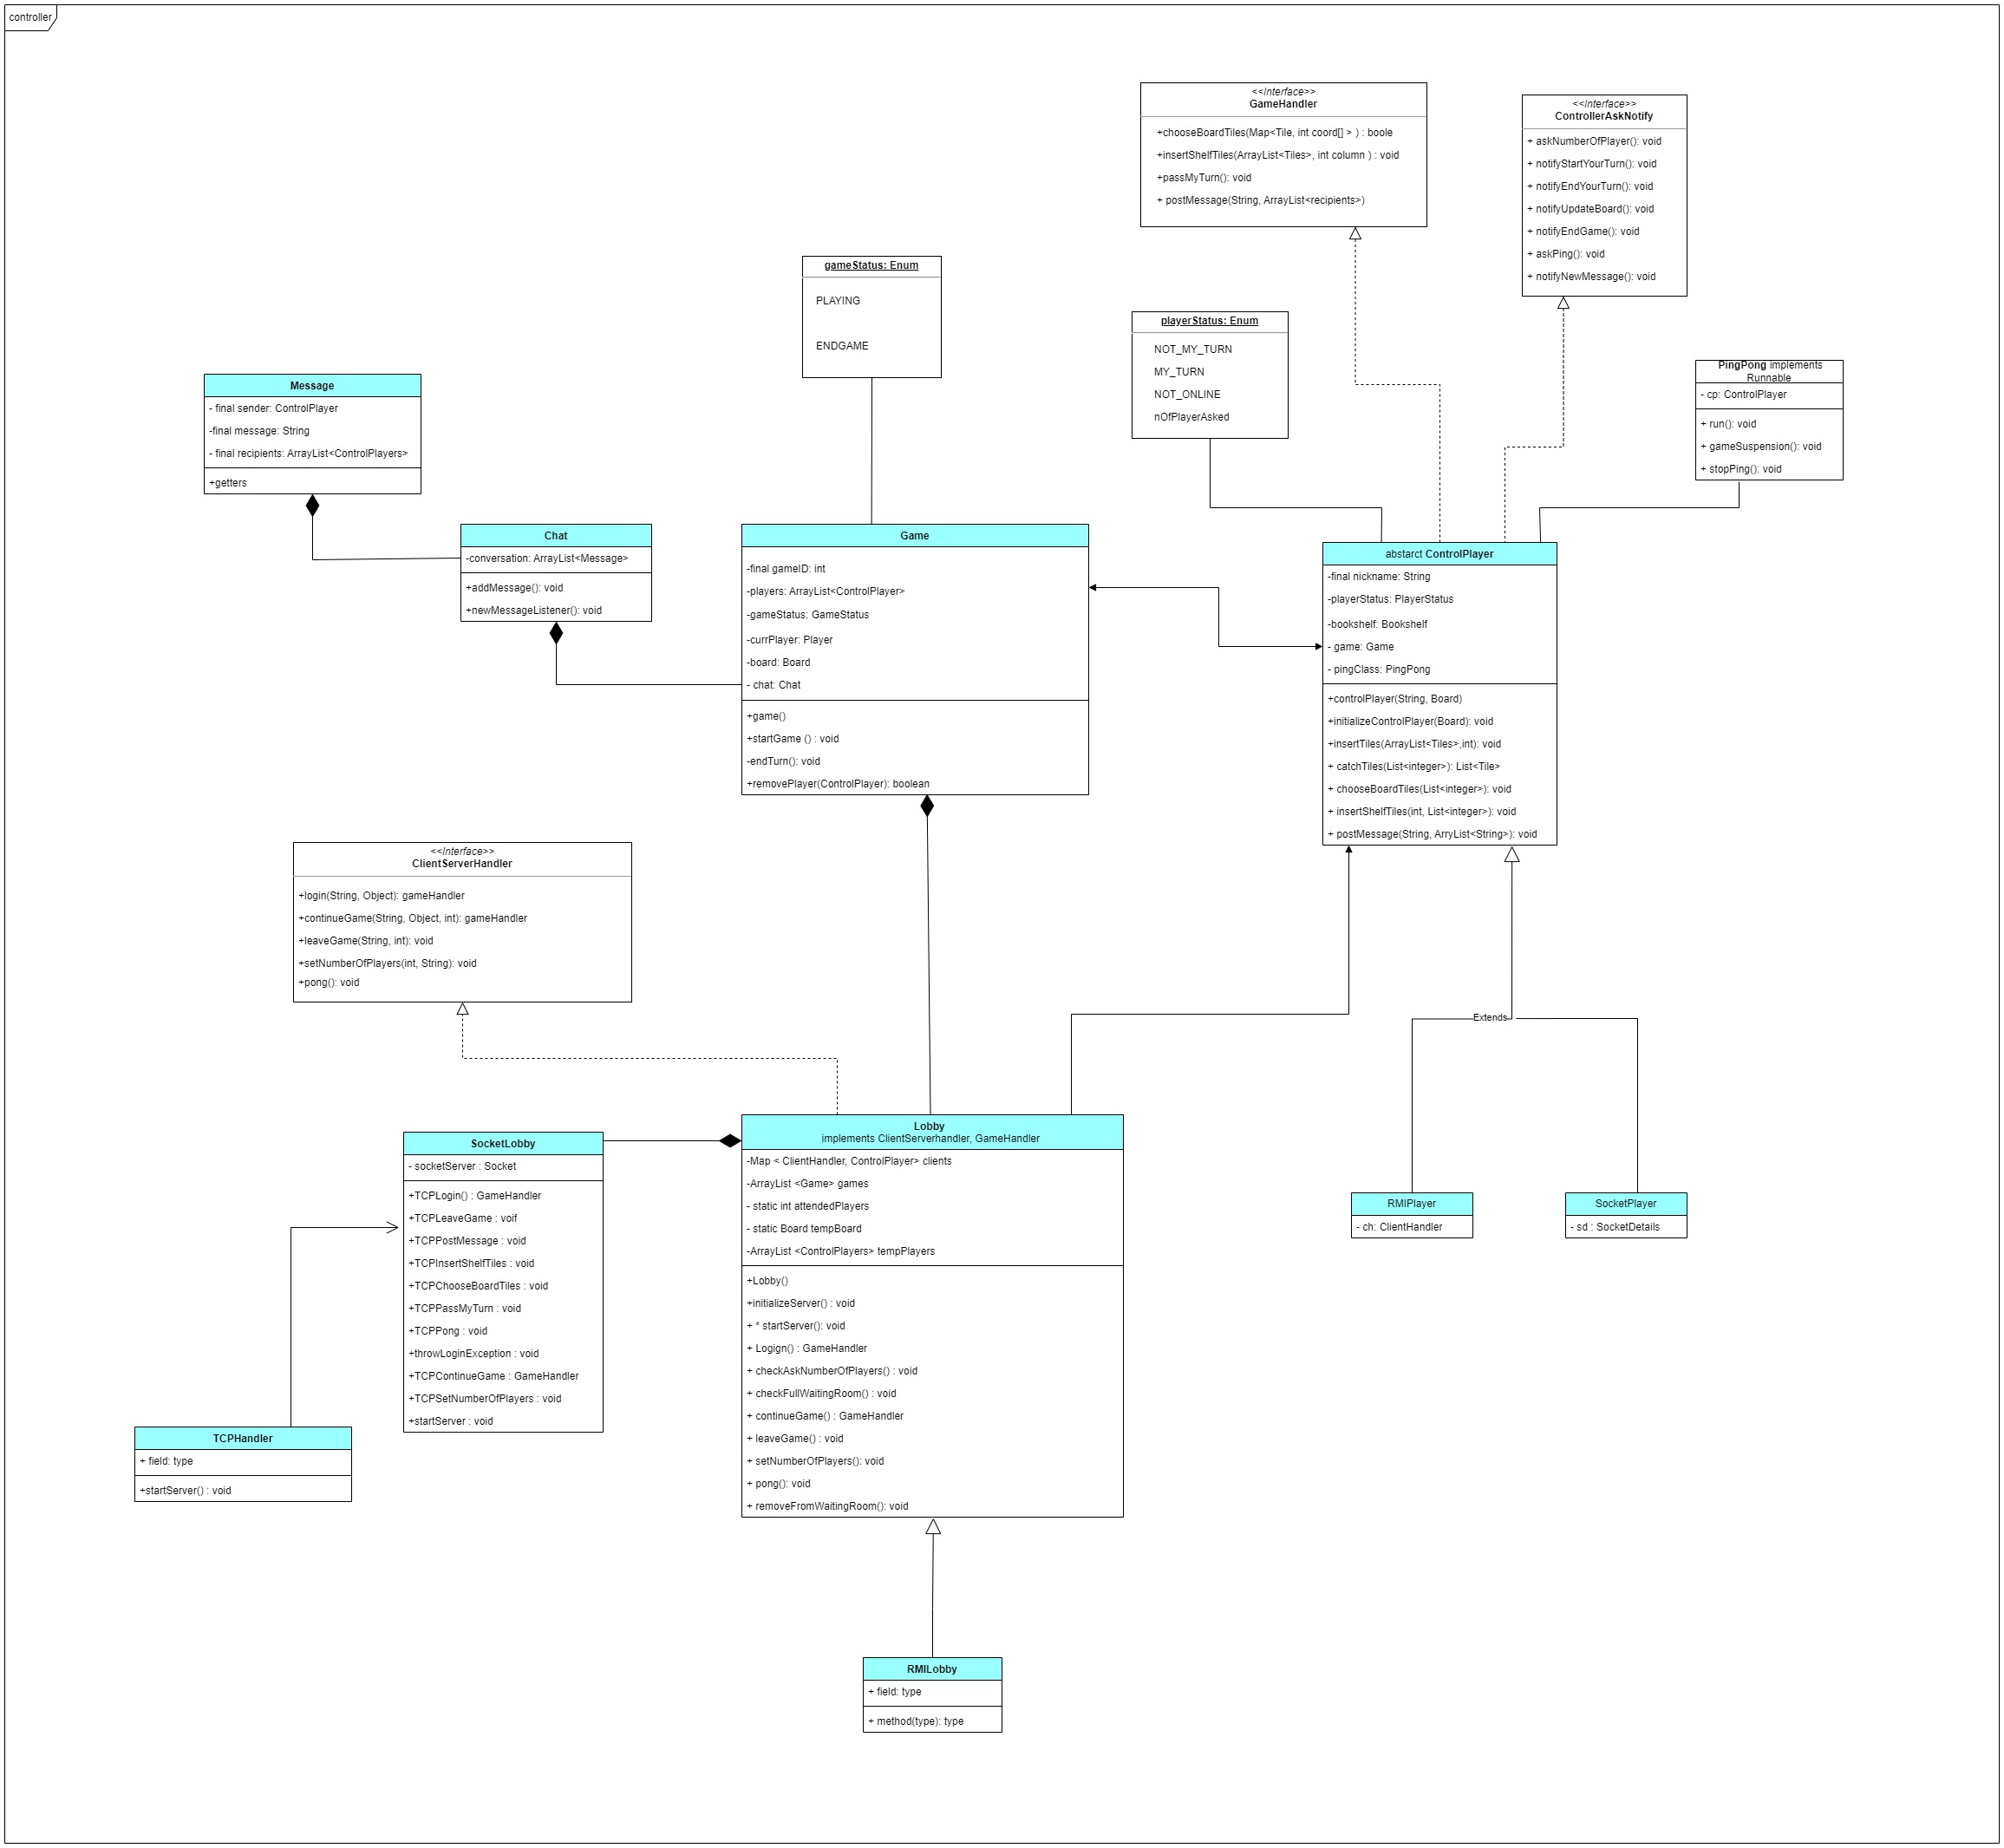 controller
<<Interface>>
GameHandler
+chooseBoardTiles(Map<Tile, int coord[] > ) : boole
+insertShelfTiles(ArrayList<Tiles>, int column ) : void
+passMyTurn(): void
+ postMessage(String, ArrayList<recipients>)
<<Interface>>
ControllerAskNotify
+ askNumberOfPlayer(): void
+ notifyStartYourTurn(): void
+ notifyEndYourTurn(): void
+ notifyUpdateBoard(): void
+ notifyEndGame(): void
+ askPing(): void
+ notifyNewMessage(): void
gameStatus: Enum
PLAYING
ENDGAME
playerStatus: Enum
NOT_MY_TURN
MY_TURN
NOT_ONLINE
nOfPlayerAsked
PingPong implements
Runnable
- cp: ControlPlayer
+ run(): void
+ gameSuspension(): void
+ stopPing(): void
Message
- final sender: ControlPlayer
-final message: String
- final recipients: ArrayList<ControlPlayers>
+getters
Chat
-conversation: ArrayList<Message>
+addMessage(): void
+newMessageListener(): void
Game
-final gameID: int
-players: ArrayList<ControlPlayer>
-gameStatus: GameStatus
-currPlayer: Player
-board: Board
- chat: Chat
+game()
+startGame () : void
-endTurn(): void
+removePlayer(ControlPlayer): boolean
abstarct ControlPlayer
-final nickname: String
-playerStatus: PlayerStatus
-bookshelf: Bookshelf
- game: Game
- pingClass: PingPong
+controlPlayer(String, Board)
+initializeControlPlayer(Board): void
+insertTiles(ArrayList<Tiles>,int): void
+ catchTiles(List<integer>): List<Tile>
+ chooseBoardTiles(List<integer>): void
+ insertShelfTiles(int, List<integer>): void
+ postMessage(String, ArryList<String>): void
<<Interface>>
ClientServerHandler
+login(String, Object): gameHandler
+continueGame(String, Object, int): gameHandler
+leaveGame(String, int): void
+setNumberOfPlayers(int, String): void
+pong(): void
Extends
SocketLobby
- socketServer : Socket
+TCPLogin() : GameHandler
+TCPLeaveGame : voif
+TCPPostMessage : void
+TCPInsertShelfTiles : void
+TCPChooseBoardTiles : void
+TCPPassMyTurn : void
+TCPPong : void
+throwLoginException : void
+TCPContinueGame : GameHandler
+TCPSetNumberOfPlayers : void
+startServer : void
Lobby
implements ClientServerhandler, GameHandler
-Map < ClientHandler, ControlPlayer> clients
-ArrayList <Game> games
- static int attendedPlayers
- static Board tempBoard
-ArrayList <ControlPlayers> tempPlayers
+Lobby()
+initializeServer() : void
+ * startServer(): void
+ Logign() : GameHandler
+ checkAskNumberOfPlayers() : void
+ checkFullWaitingRoom() : void
+ continueGame() : GameHandler
+ leaveGame() : void
+ setNumberOfPlayers(): void
+ pong(): void
+ removeFromWaitingRoom(): void
RMIPlayer
- ch: ClientHandler
SocketPlayer
- sd : SocketDetails
TCPHandler
+ field: type
+startServer() : void
RMILobby
+ field: type
+ method(type): type